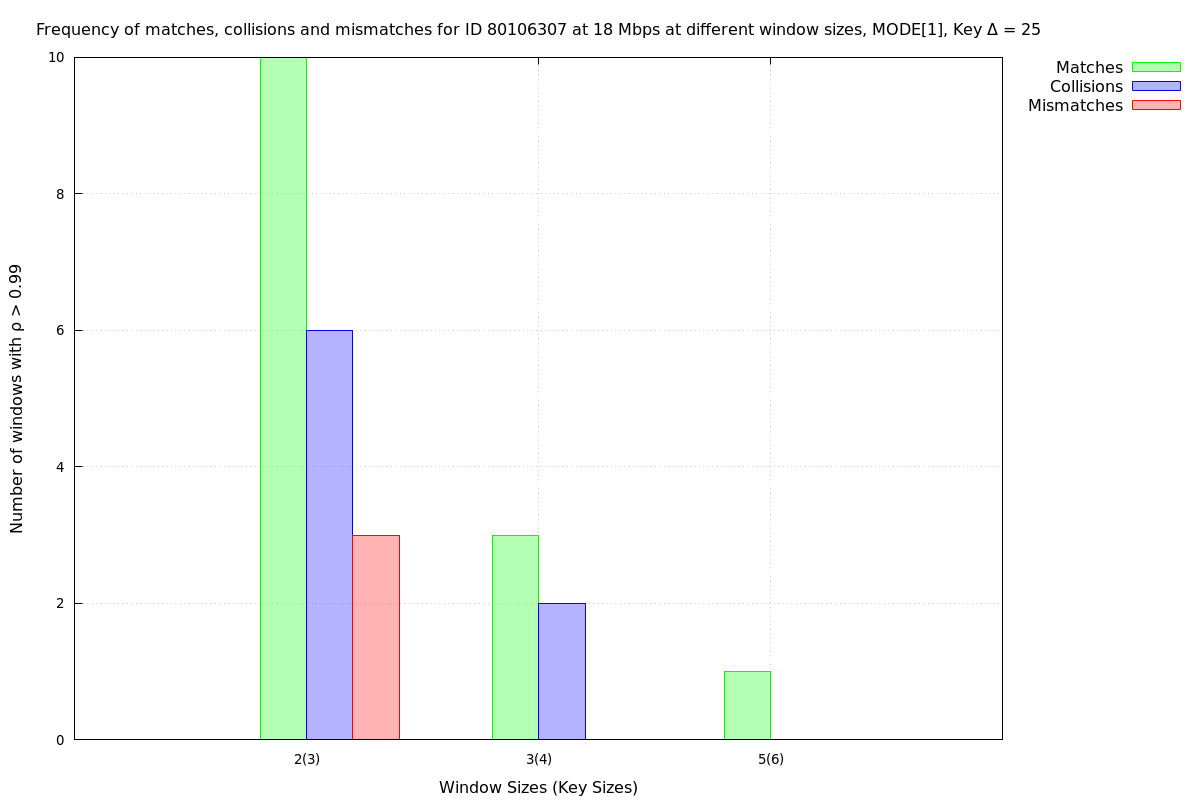 Frequency of matches, collisions and mismatches for ID 80106307 at 18 Mbps at different window sizes, MODE[1], Key Δ = 25
Matches
Collisions
Mismatches
Number of windows with ρ > 0.99
10
8
6
4
2
0
2(3) 3(4) 5(6)
Window Sizes (Key Sizes)